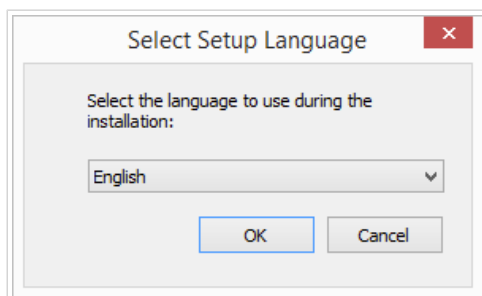 Select Setup Language
Select the language to use during the
installation:
English
OK
Cancel